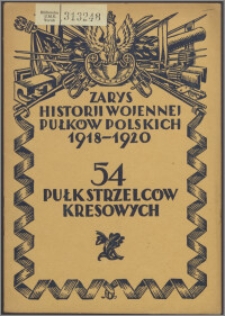 313248
ZARYS
HISTORJI WOJENNEJ
PUŁKÓW POLSKICH
1918-1920
54
PUŁK STRZELCÓW
KRESOWYCH